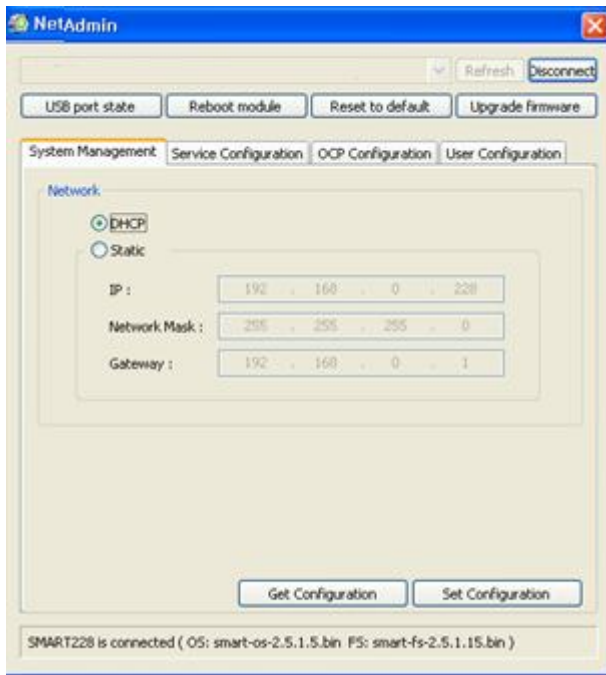 NetAdmin
Refresh Disconnect
USB port state Reboot module Reset to default Upgrade firmware
System Management Service Configuration OCP Configuration User Configuration
Network
DHCP
Static
IP : 192 . 168 . 0 . 228
Network Mask : 255 . 255 . 255 . 0
Gateway : 192 . 168 . 0 . 1
Get Configuration Set Configuration
SMART228 is connected ( OS: smart-os-2.5.1.5.bin FS: smart-fs-2.5.1.15.bin )